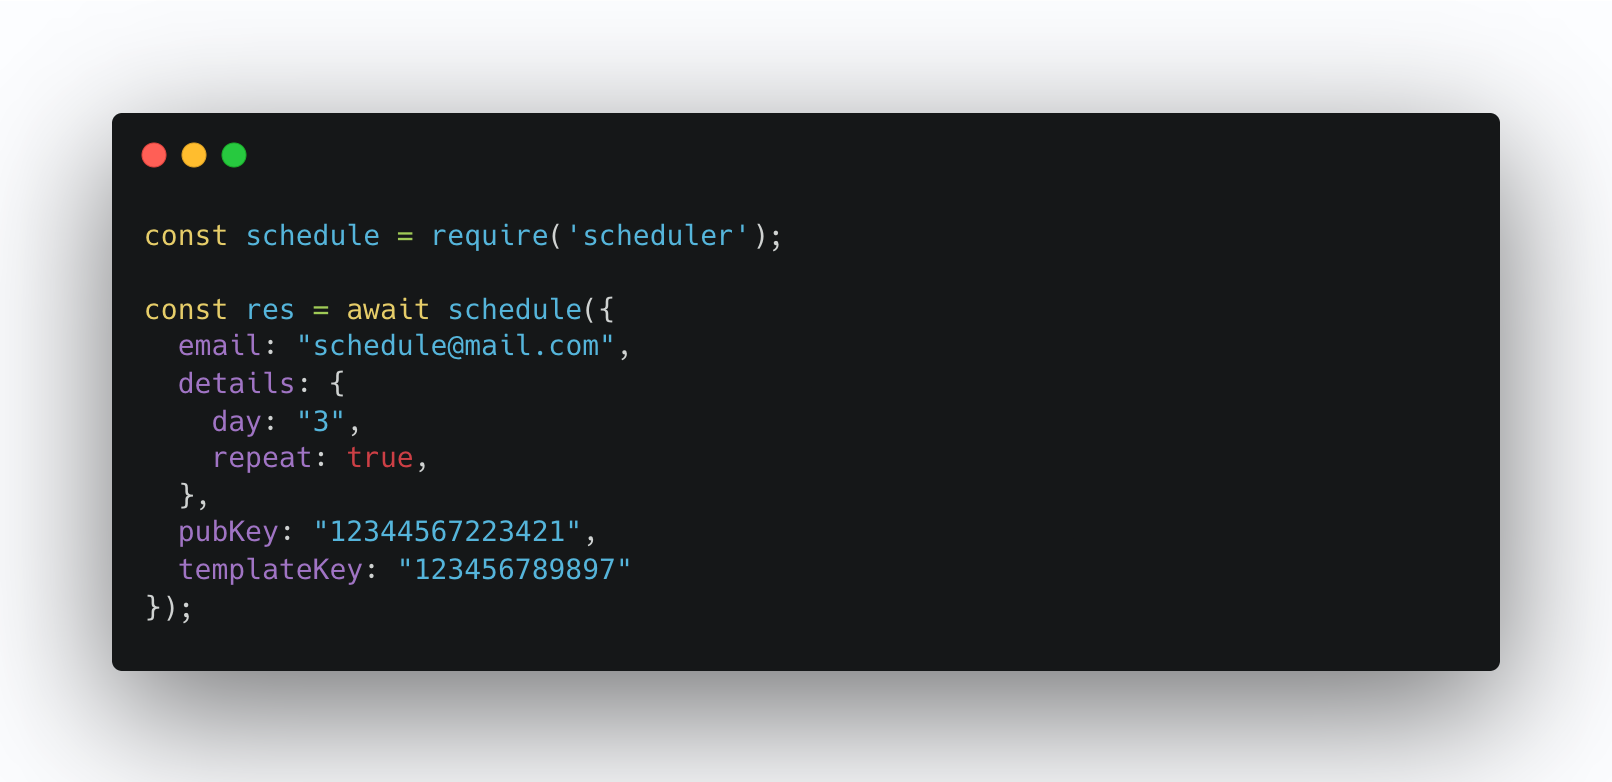 const schedule = require('scheduler');
const res = await schedule({
  email: "schedule@mail.com",
  details: {
    day: "3",
    repeat: true,
  },
  pubKey: "12344567223421",
  templateKey: "123456789897"
});